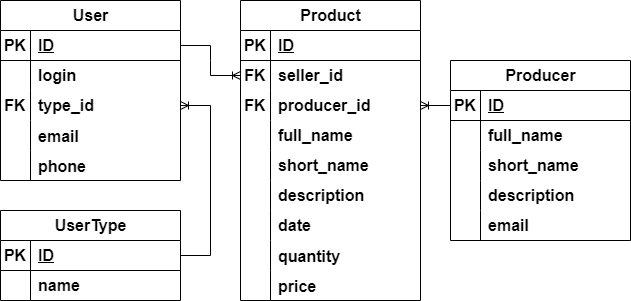 User
PK ID
login
FK type_id
email
phone
UserType
PK ID
name
Product
PK ID
FK seller_id
FK producer_id
full_name
short_name
description
date
quantity
price
Producer
PK ID
full_name
short_name
description
email